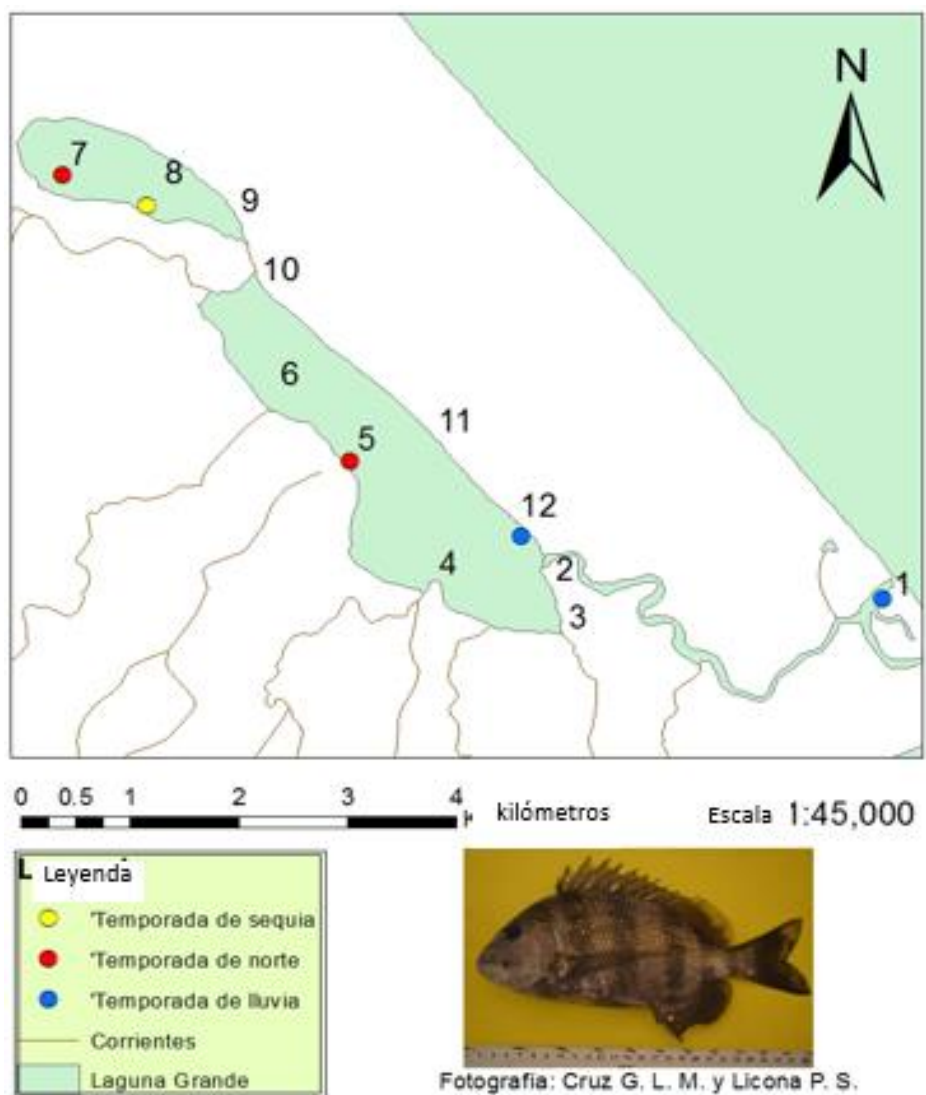 N
7
8
9
10
6
11
5
12
4
2
1
3
0 0.5 1 2 3 4 kilómetros Escala 1:45,000
Leyenda
'Temporada de sequia
'Temporada de norte
'Temporada de lluvia
Corrientes
Laguna Grande
Fotografía: Cruz G. L. M. y Licona P. S.